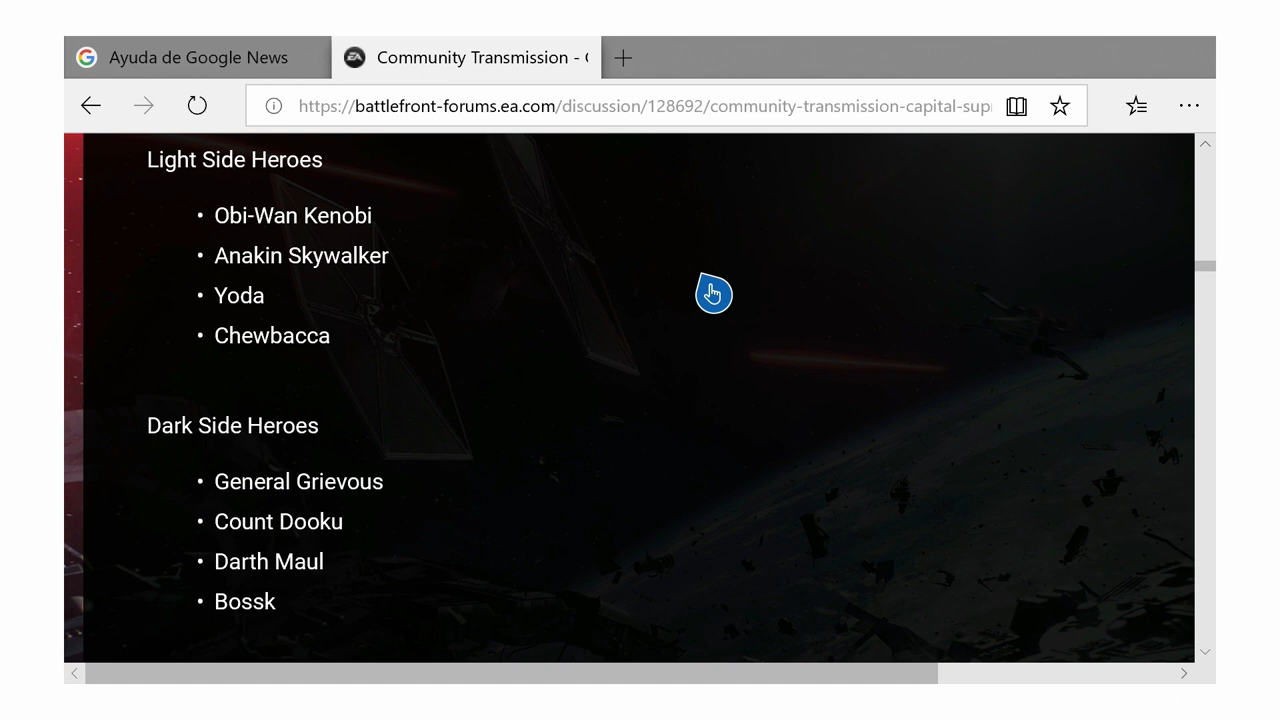 Ayuda de Google News
Community Transmission - (
https://battlefront-forums.ea.com/discussion/128692/community-transmission-capital-sup
Light Side Heroes
• Obi-Wan Kenobi
• Anakin Skywalker
• Yoda
• Chewbacca
Dark Side Heroes
• General Grievous
• Count Dooku
• Darth Maul
• Bossk